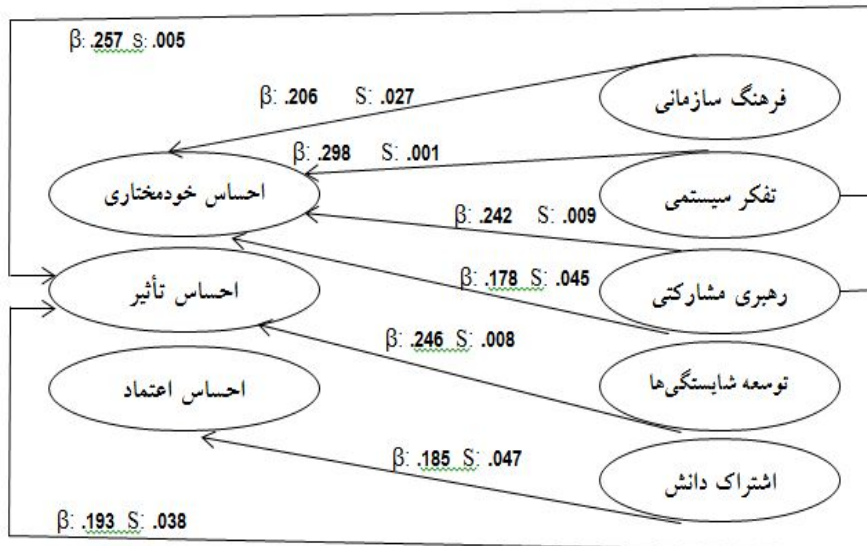 β: .257 S: .005
فرهنگ سازمانی
β: .206 S: .027
β: .298 S: .001
تفکر سیستمی
احساس خودمختاری
β: .242 S: .009
رهبری مشارکتی
β: .178 S: .045
احساس تأثیر
β: .246 S: .008
توسعه شایستگی‌ها
احساس اعتماد
β: .185 S: .047
اشتراک دانش
β: .193 S: .038